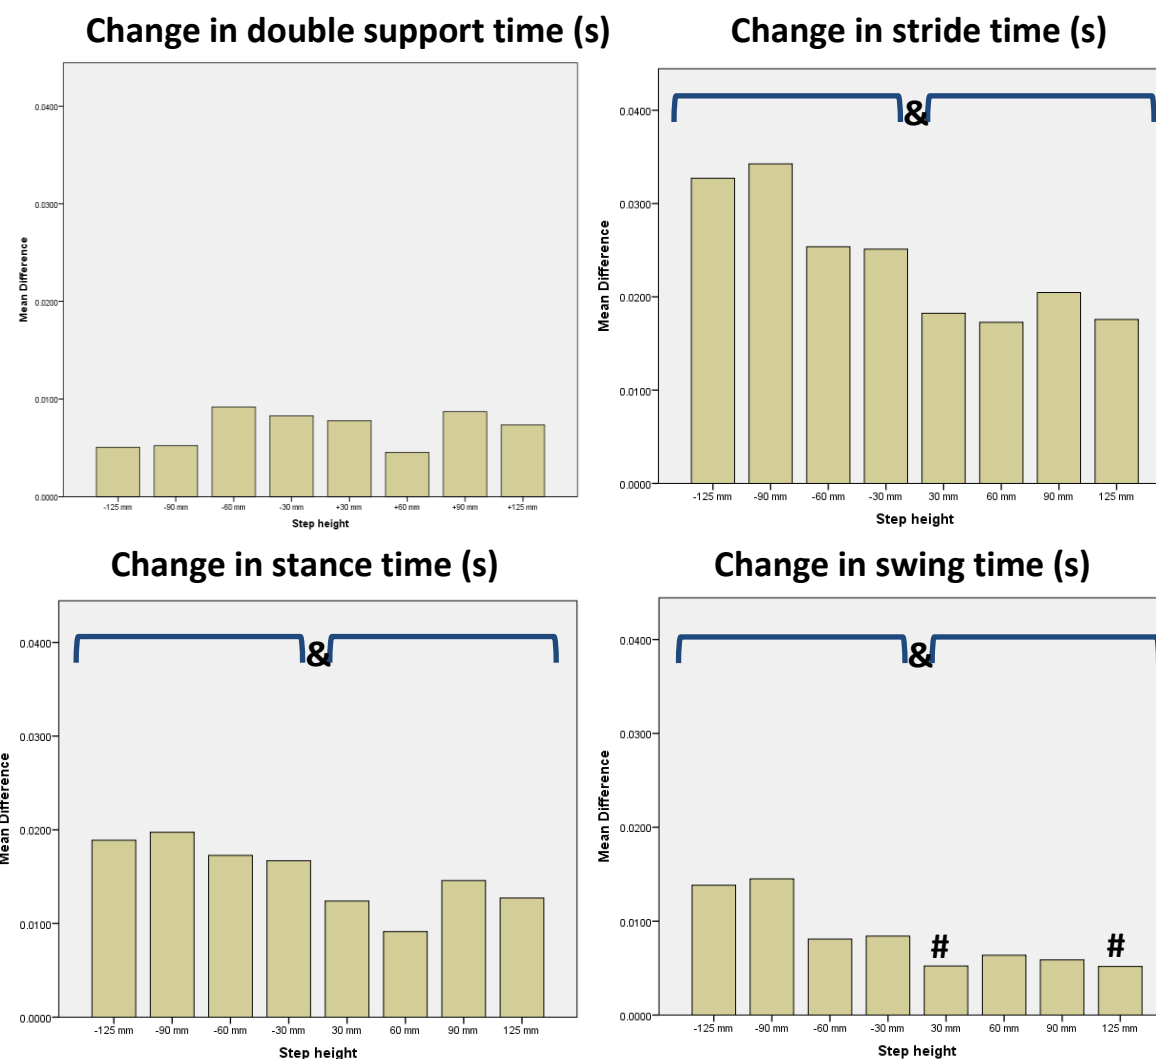 Change in double support time (s)
Mean Difference
0.0400
0.0300
0.0200
0.0100
0.0000
-125 mm -90 mm -60 mm -30 mm +30 mm +60 mm +90 mm +125 mm
Step height
Change in stride time (s)
&
Mean Difference
0.0400
0.0300
0.0200
0.0100
0.0000
-125 mm -90 mm -60 mm -30 mm 30 mm 60 mm 90 mm 125 mm
Step height
Change in stance time (s)
&
Mean Difference
0.0400
0.0300
0.0200
0.0100
0.0000
-125 mm -90 mm -60 mm -30 mm 30 mm 60 mm 90 mm 125 mm
Step height
Change in swing time (s)
&
Mean Difference
0.0400
0.0300
0.0200
0.0100
0.0000
# #
-125 mm -90 mm -60 mm -30 mm 30 mm 60 mm 90 mm 125 mm
Step height